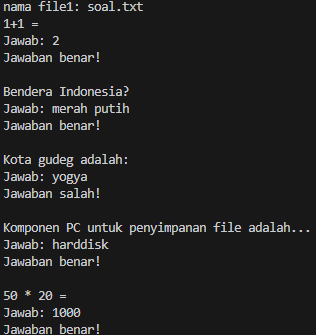 nama file1: soal.txt
1+1 =
Jawab: 2
Jawaban benar!
Bendera Indonesia?
Jawab: merah putih
Jawaban benar!
Kota gudeg adalah:
Jawab: yogya
Jawaban salah!
Komponen PC untuk penyimpanan file adalah...
Jawab: harddisk
Jawaban benar!
50 * 20 =
Jawab: 1000
Jawaban benar!